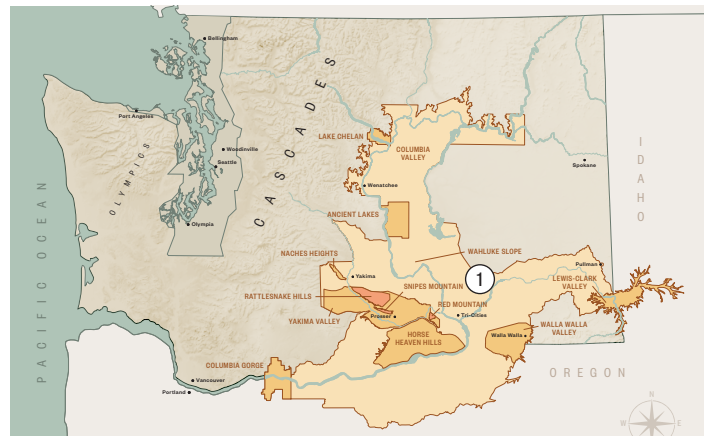 Bellingham
Port Angeles
OLYMPICS
Woodinville
Seattle
Olympia
PACIFIC OCEAN
CASCADES
LAKE CHELAN
COLUMBIA
VALLEY
Wenatchee
Spokane
IDAHO
ANCIENT LAKES
NACHES HEIGHTS
WAHLUKE SLOPE
Yakima
1
Pullman
LEWIS-CLARK
VALLEY
RATTLESNAKE HILLS
SNIPES MOUNTAIN
RED MOUNTAIN
YAKIMA VALLEY
Prosser
Tri-Cities
HORSE
HEAVEN HILLS
Walla Walla
WALLA WALLA
VALLEY
COLUMBIA GORGE
Vancouver
Portland
OREGON
N
W
E